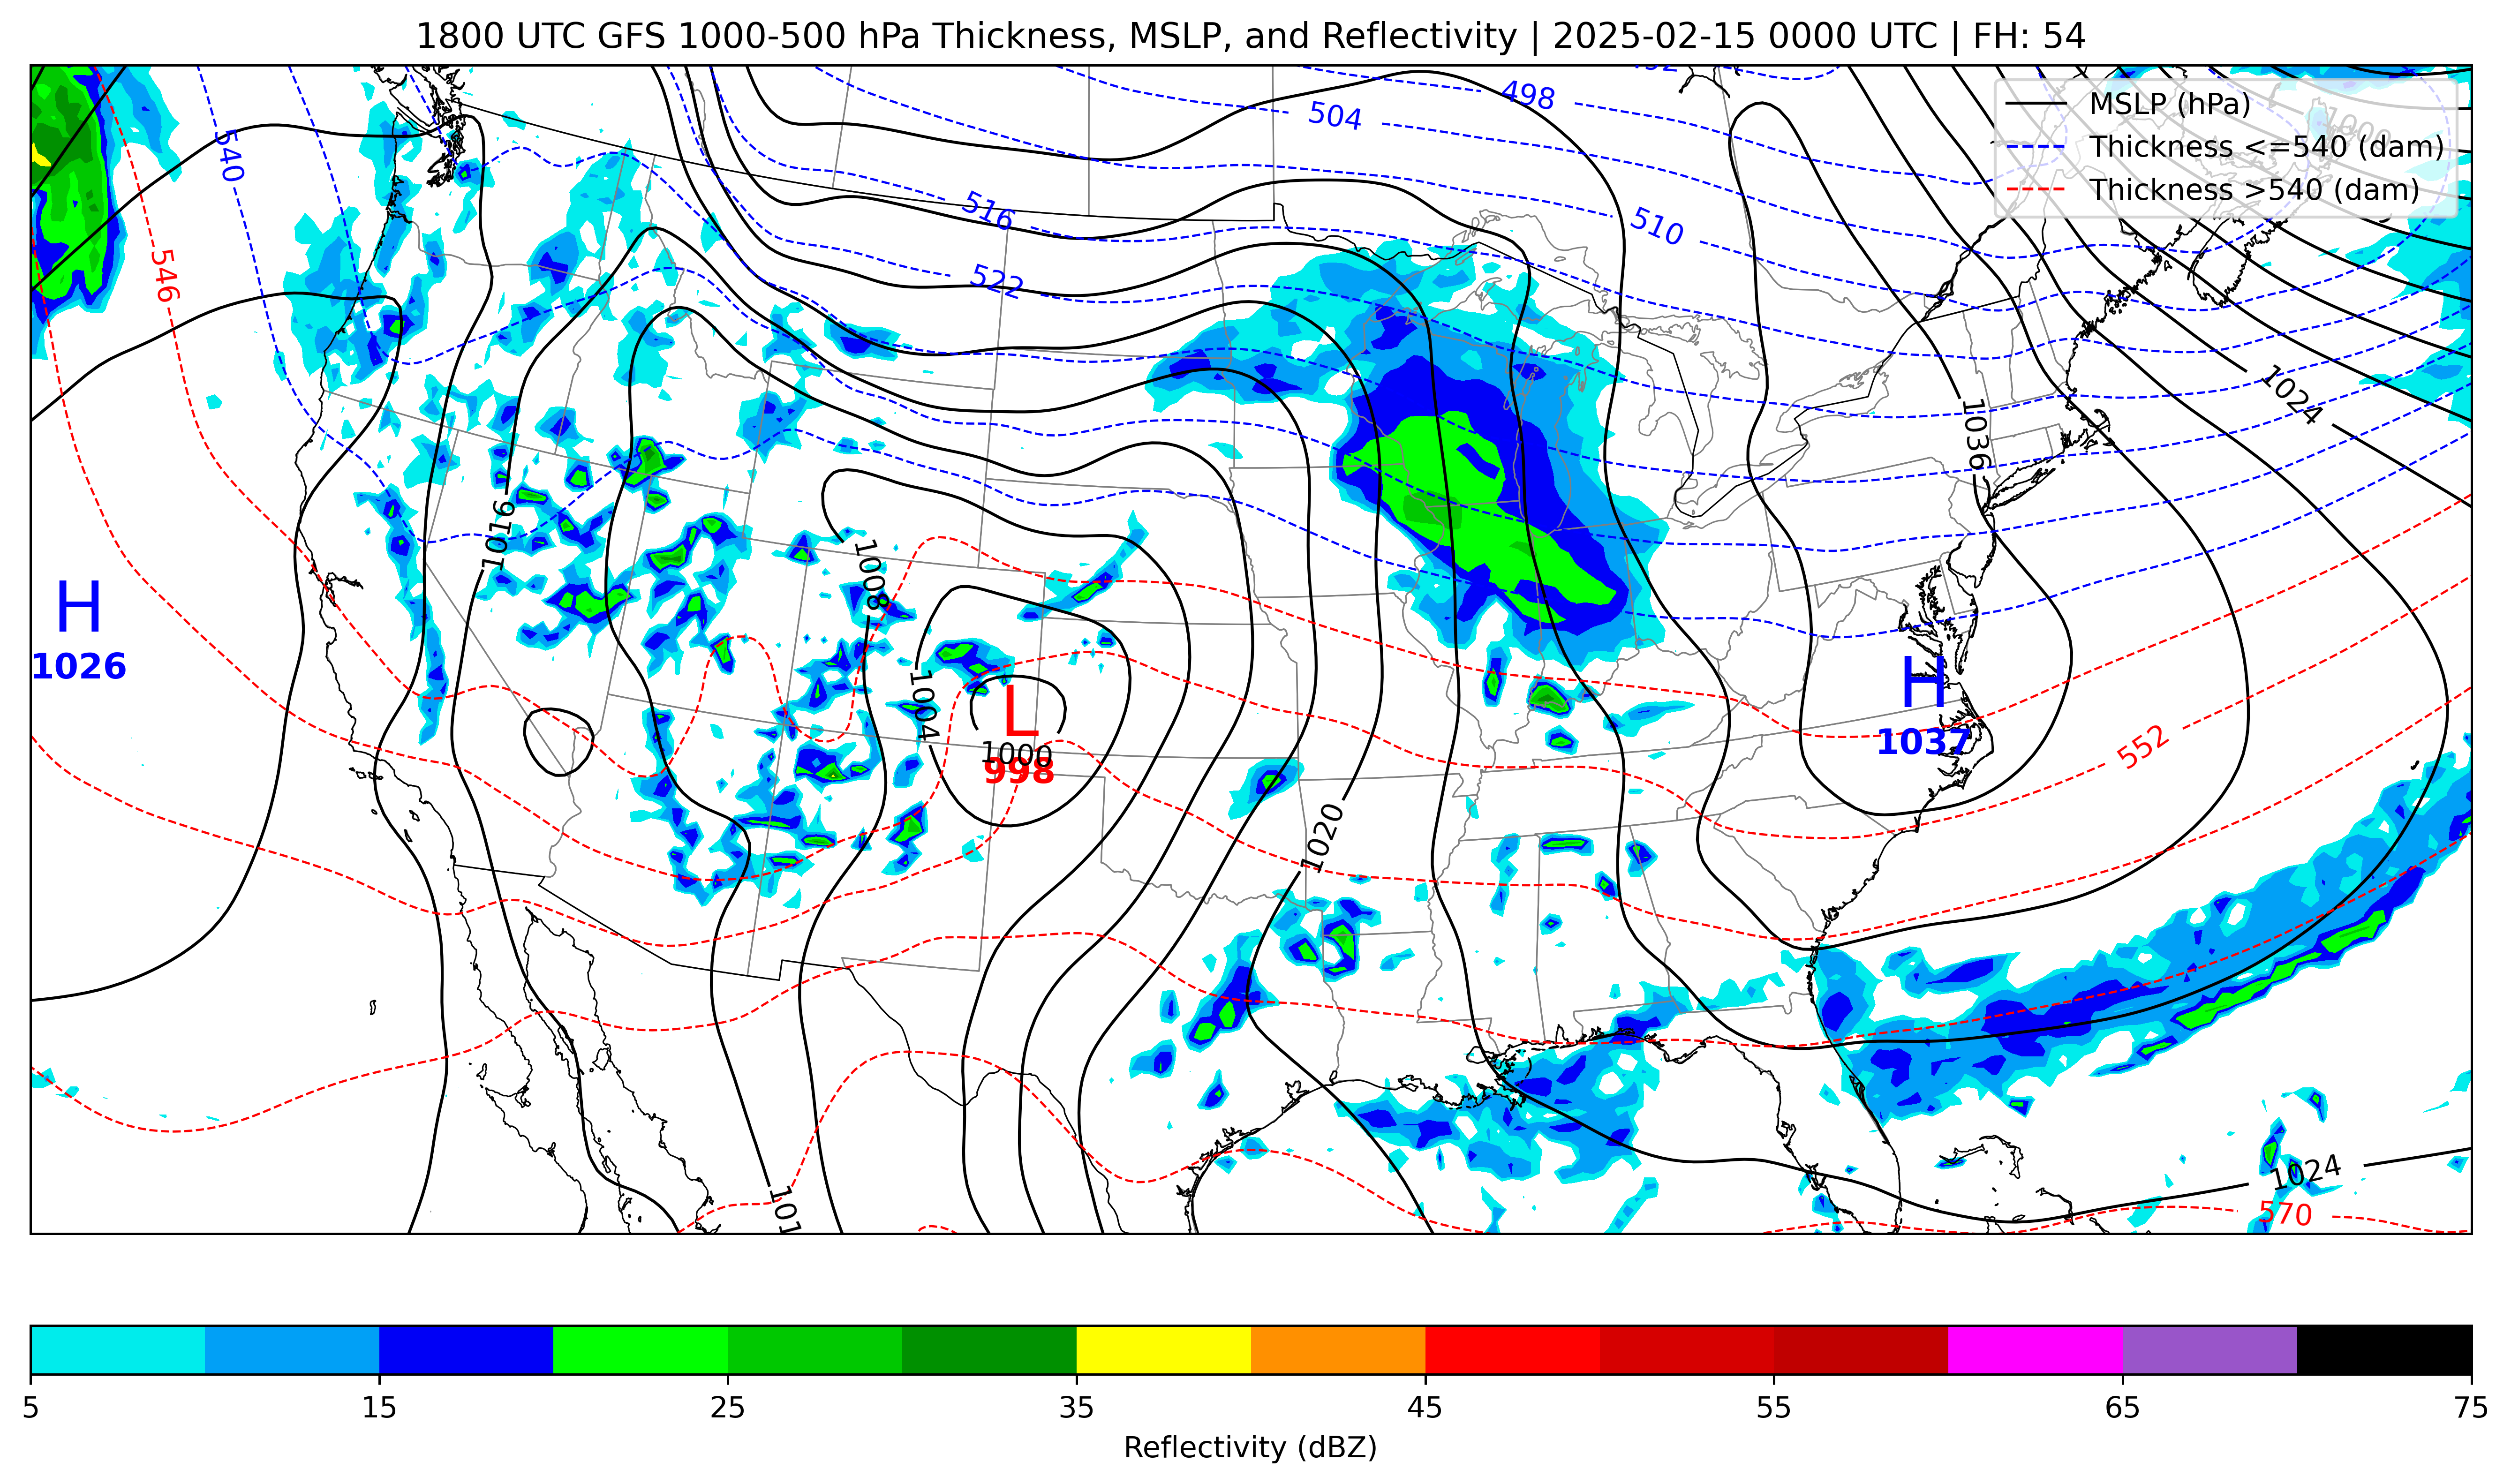 1800 UTC GFS 1000-500 hPa Thickness, MSLP, and Reflectivity | 2025-02-15 0000 UTC | FH: 54
MSLP (hPa)
Thickness <=540 (dam)
Thickness >540 (dam)
498
504
1000
540
516
510
546
522
1024
1036
1016
1008
H
1026
1004
L
1000
998
H
1037
552
1020
1024
101
570
5 15 25 35 45 55 65 75
Reflectivity (dBZ)